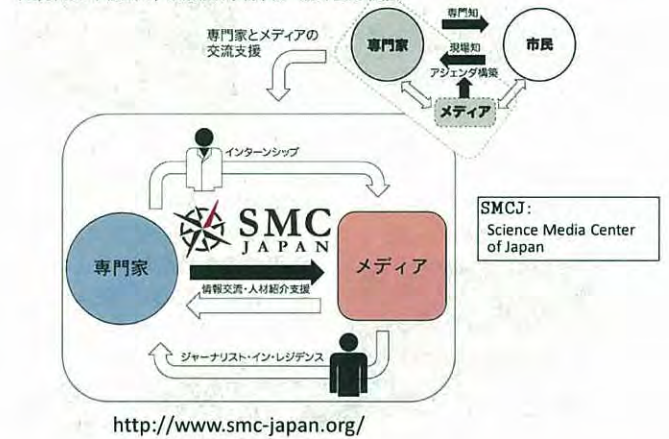 専門家とメディアの
交流支援
専門知
専門家
現場知
市民
アジェンダ構築
メディア
インターンシップ
SMC
JAPAN
専門家
メディア
情報交流・人材紹介支援
ジャーナリスト・イン・レジデンス
SMCJ:
Science Media Center
of Japan
http://www.smc-japan.org/